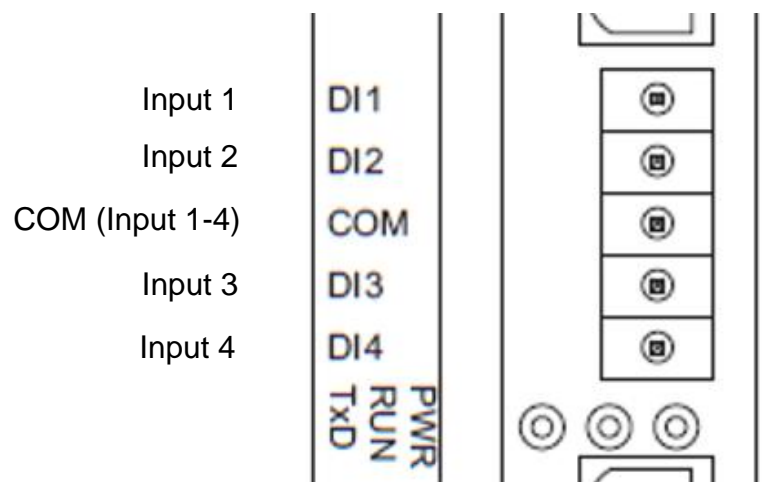 Input 1 DI1
Input 2 DI2
COM (Input 1-4) COM
Input 3 DI3
Input 4 DI4
PWR
RUN
TxD